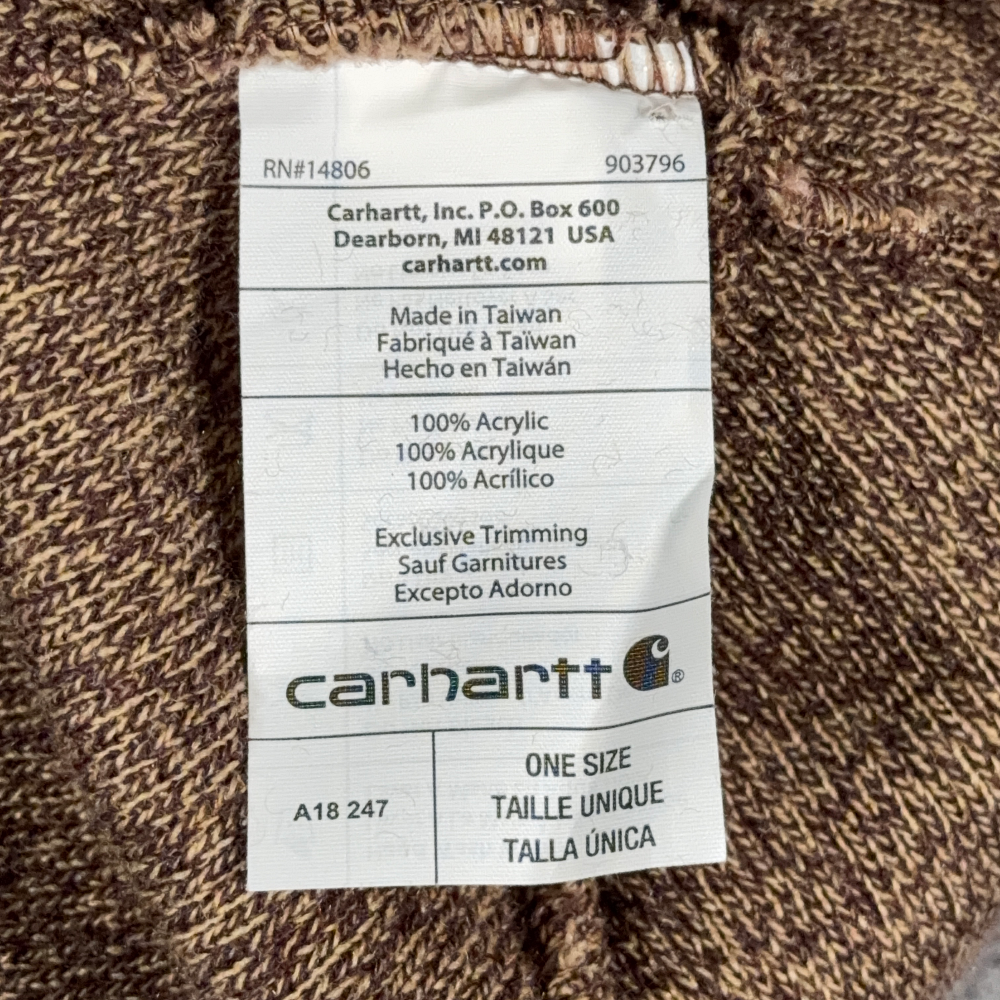 RN#14806 903796
Carhartt, Inc. P.O. Box 600
Dearborn, MI 48121 USA
carhartt.com
Made in Taiwan
Fabriqué à Taïwan
Hecho en Taiwán
100% Acrylic
100% Acrylique
100% Acrílico
Exclusive Trimming
Sauf Garnitures
Excepto Adorno
carhartt ®
A18 247
ONE SIZE
TAILLE UNIQUE
TALLA ÚNICA